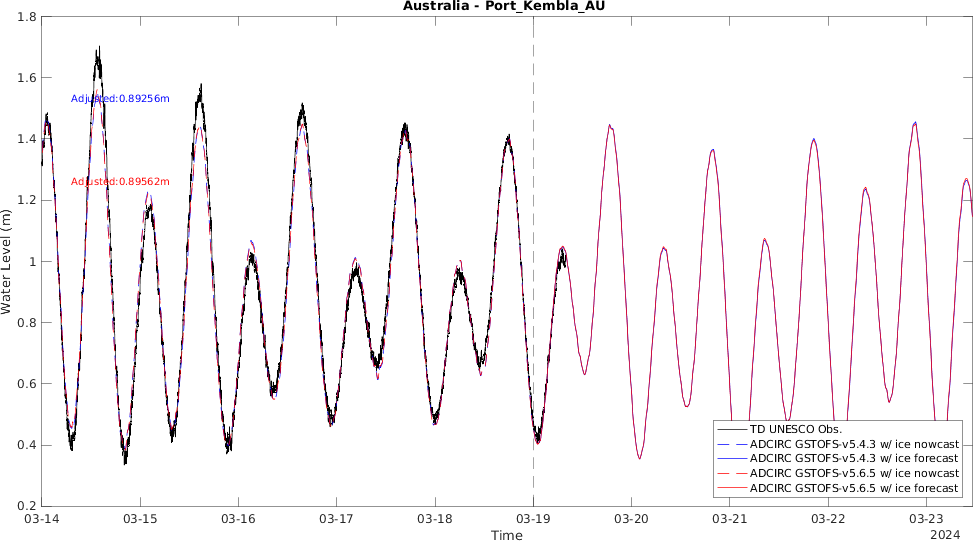 Australia - Port_Kembla_AU
1.8
1.6
1.4
1.2
1
0.8
0.6
0.4
0.2
Water Level (m)
Adjusted:0.89256m
Adjusted:0.89562m
TD UNESCO Obs.
ADCIRC GSTOFS-v5.4.3 w/ ice nowcast
ADCIRC GSTOFS-v5.4.3 w/ ice forecast
ADCIRC GSTOFS-v5.6.5 w/ ice nowcast
ADCIRC GSTOFS-v5.6.5 w/ ice forecast
03-14 03-15 03-16 03-17 03-18 03-19 03-20 03-21 03-22 03-23
Time
2024